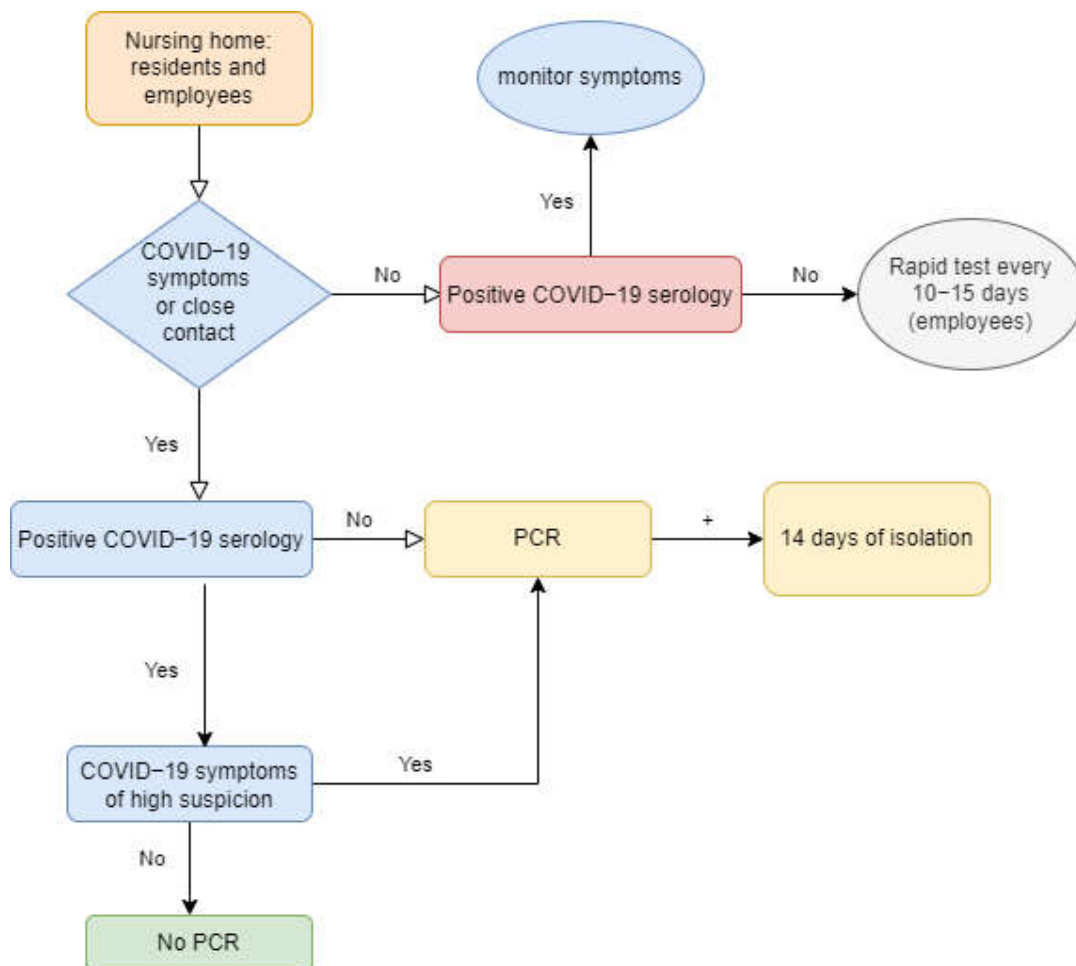 Nursing home:
residents and
employees
monitor symptoms
Yes
COVID−19
symptoms
or close
contact
No
Positive COVID−19 serology
No
Rapid test every
10−15 days
(employees)
Yes
Positive COVID−19 serology
No
PCR
+
14 days of isolation
Yes
COVID−19 symptoms
of high suspicion
Yes
No
No PCR